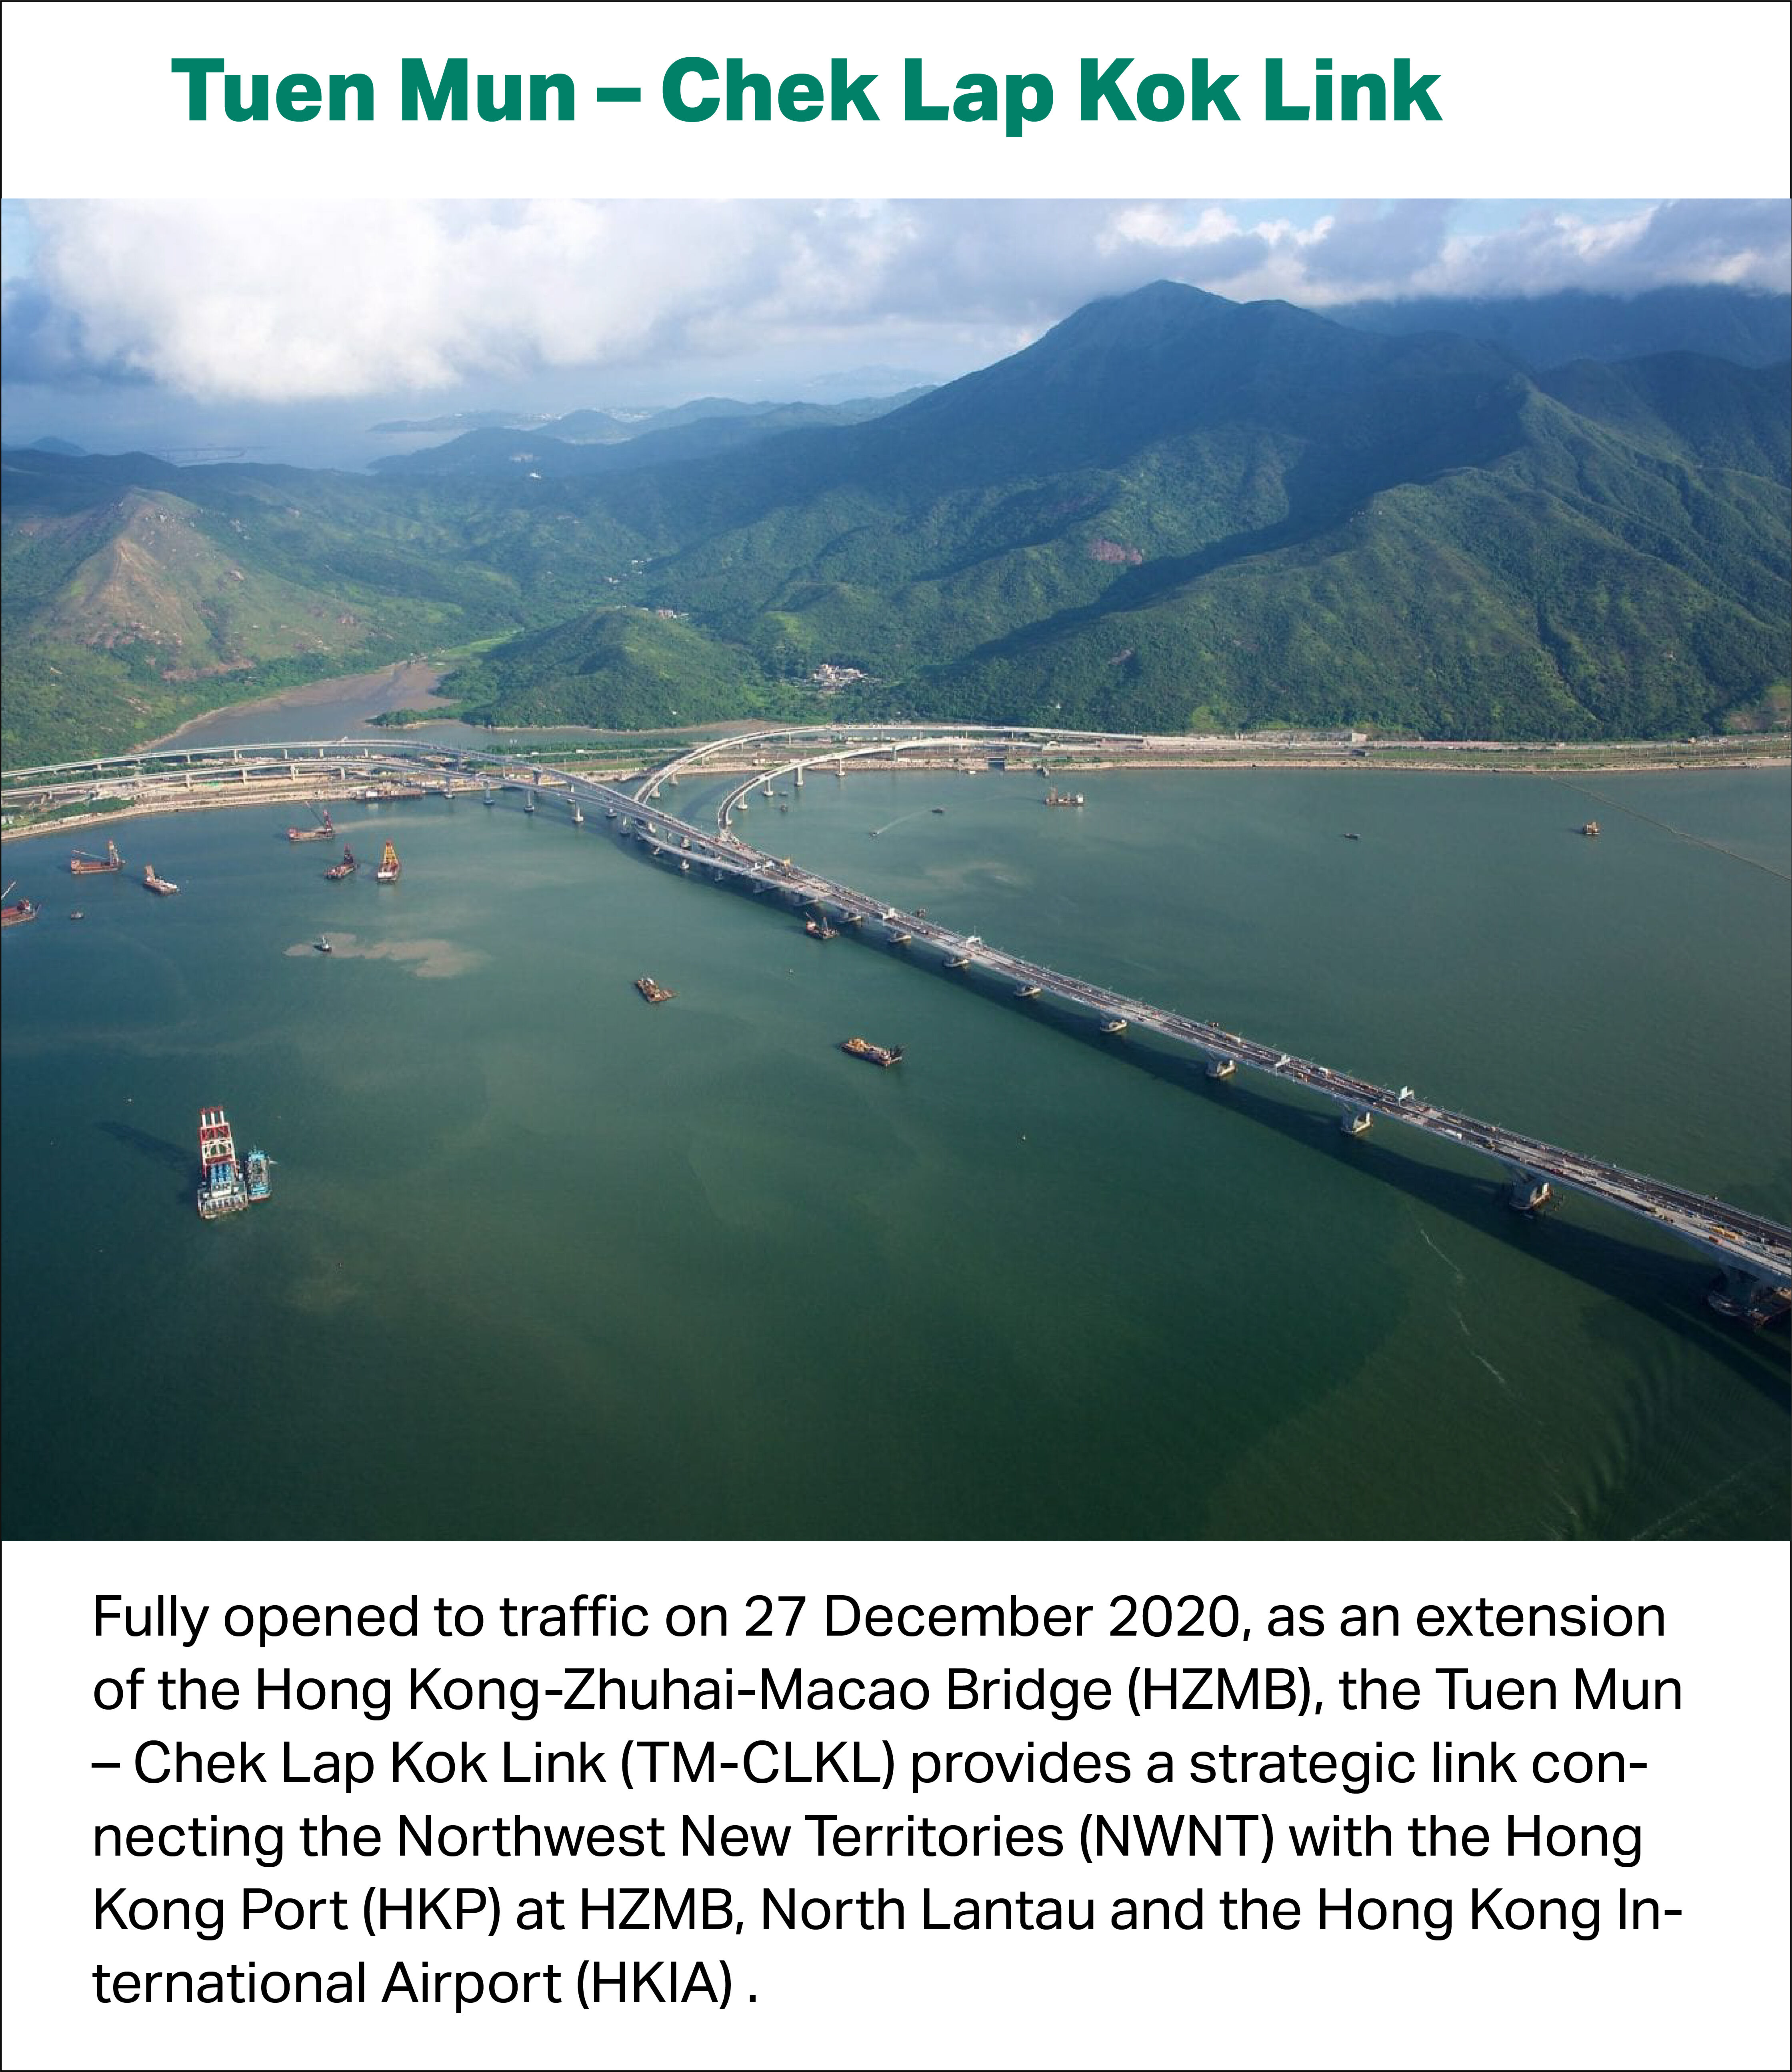 Tuen Mun – Chek Lap Kok Link
Fully opened to traffic on 27 December 2020, as an extension
of the Hong Kong-Zhuhai-Macao Bridge (HZMB), the Tuen Mun
– Chek Lap Kok Link (TM-CLKL) provides a strategic link con-
necting the Northwest New Territories (NWNT) with the Hong
Kong Port (HKP) at HZMB, North Lantau and the Hong Kong In-
ternational Airport (HKIA) .